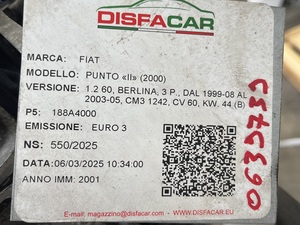 DISFACAR
MARCA: FIAT
MODELLO: PUNTO «II» (2000)
VERSIONE: 1.2 60, BERLINA, 3 P., DAL 1999-08 AL
2003-05, CM3 1242, CV 60, KW. 44 (B)
P5: 188A4000
EMISSIONE: EURO 3
NS: 550/2025
DATA: 06/03/2025 10:34:00
ANNO IMM: 2001
E-mail: magazzino@disfacar.com
WWW.DISFACAR.EU